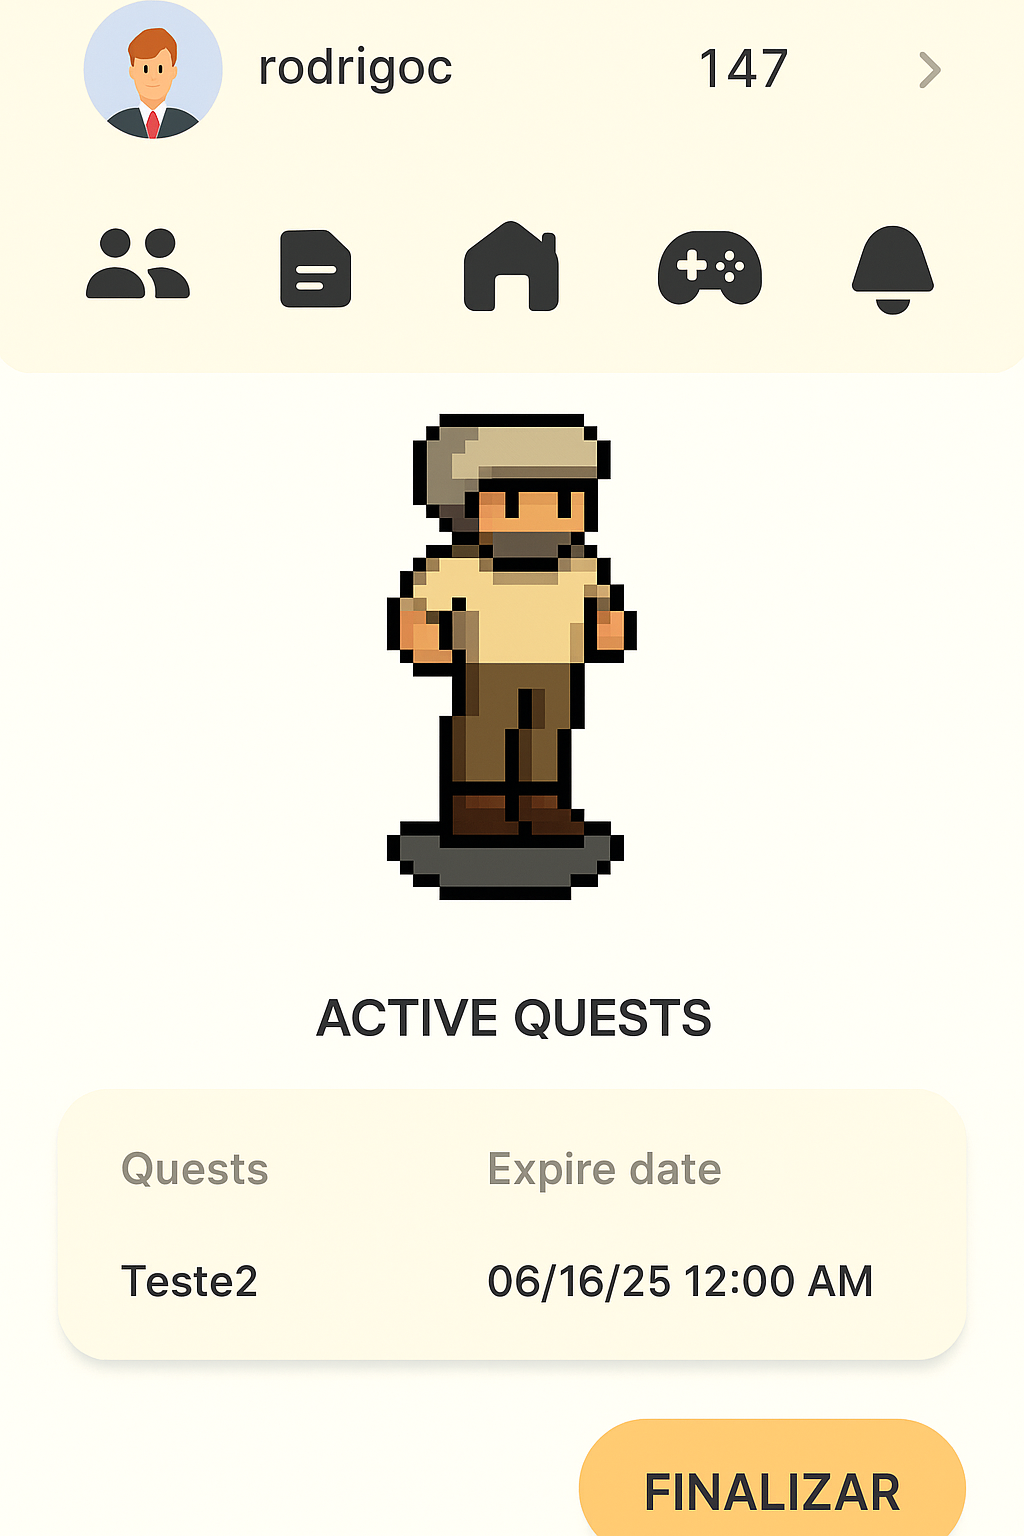 rodrigoc 147
ACTIVE QUESTS
Quests Expire date
Teste2 06/16/25 12:00 AM
FINALIZAR